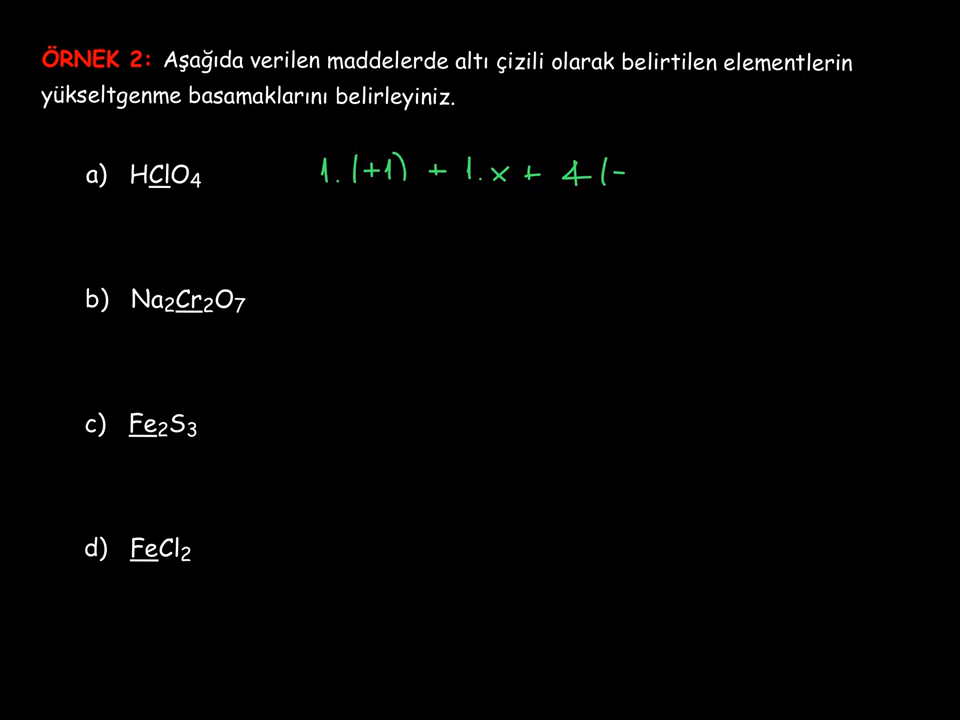 ÖRNEK 2: Aşağıda verilen maddelerde altı çizili olarak belirtilen elementlerin
yükseltgenme basamaklarını belirleyiniz.
a) HClO₄ 1. (+1) + 1. x + 4 (-
b) Na₂Cr₂O₇
c) Fe₂S₃
d) FeCl₂